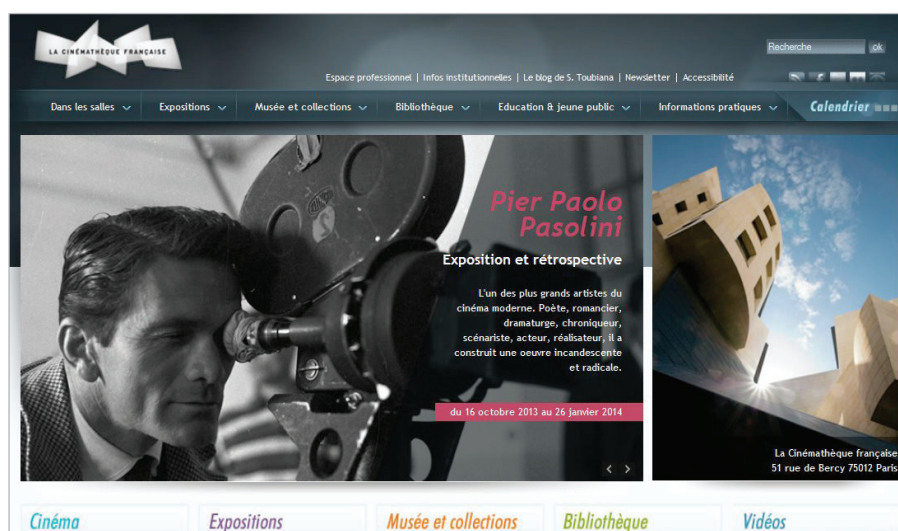 LA CINÉMATHÈQUE FRANÇAISE
Recherche ok
Espace professionnel | Infos institutionnelles | Le blog de S. Toubiana | Newsletter | Accessibilité
Dans les salles Expositions Musée et collections Bibliothèque Education & jeune public Informations pratiques Calendrier
Pier Paolo
Pasolini
Exposition et rétrospective
L'un des plus grands artistes du
cinéma moderne. Poète, romancier,
dramaturge, chroniqueur,
scénariste, acteur, réalisateur, il a
construit une oeuvre incandescente
et radicale.
du 16 octobre 2013 au 26 janvier 2014
La Cinémathèque française
51 rue de Bercy 75012 Paris
Cinéma Expositions Musée et collections Bibliothèque Vidéos